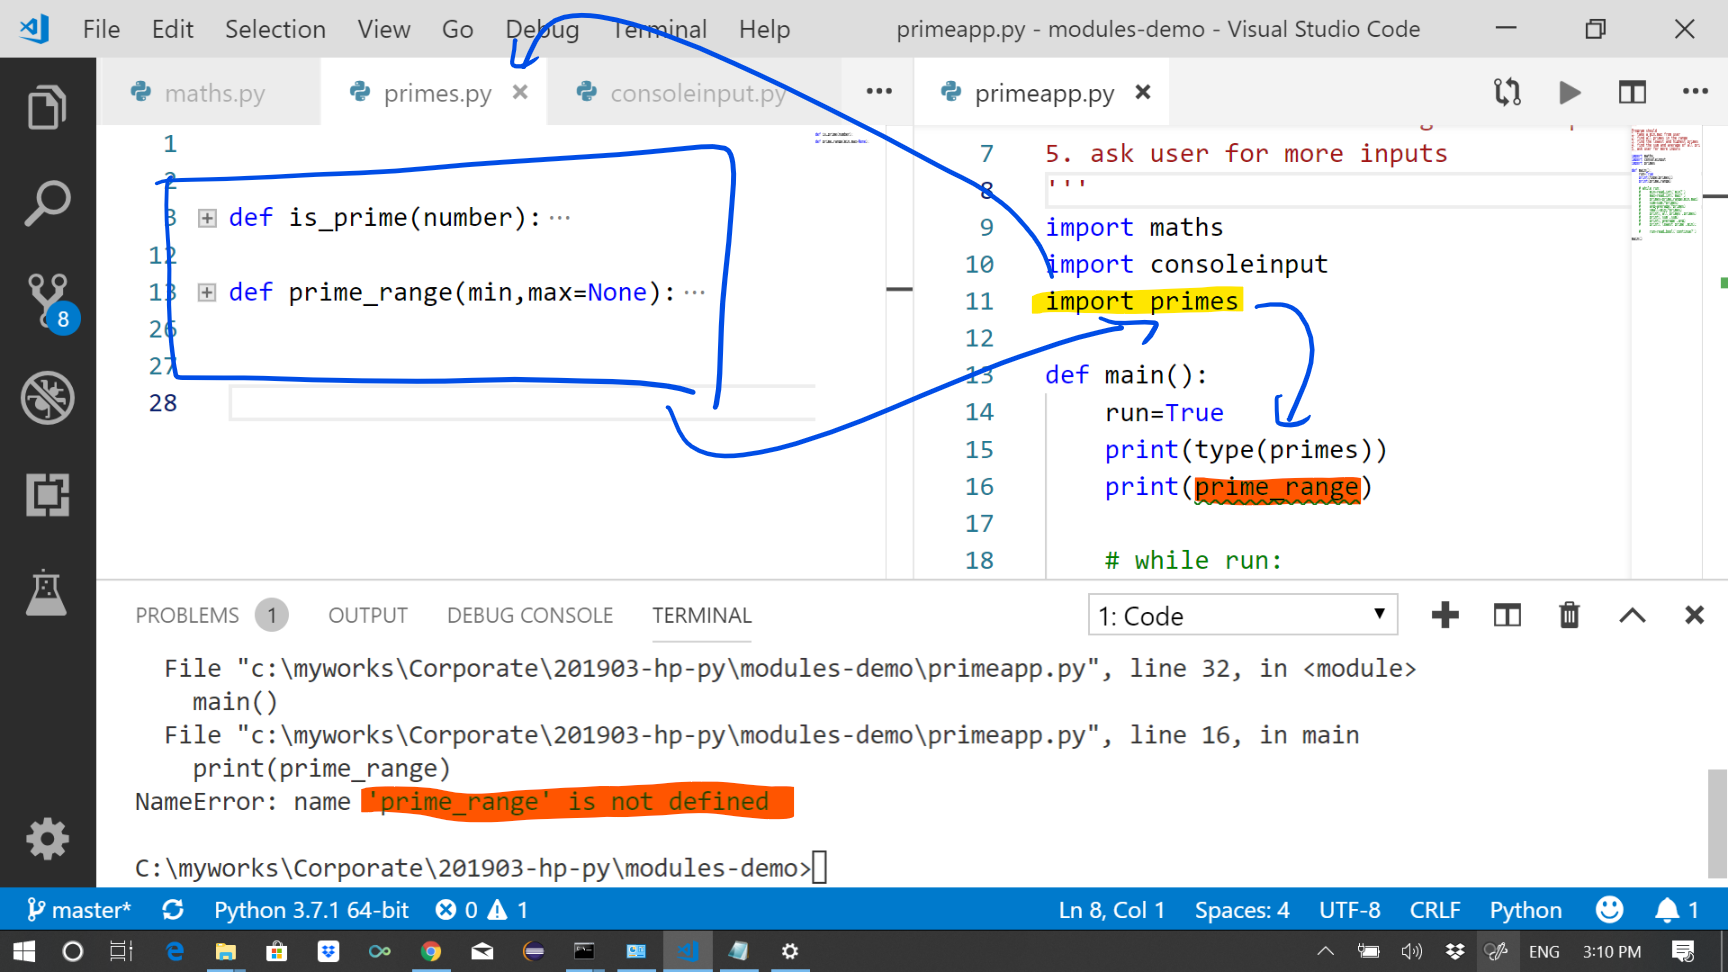 File Edit Selection View Go Debug Terminal Help primeapp.py - modules-demo - Visual Studio Code
maths.py primes.py consoleinput.py
primeapp.py
1
2
3 def is_prime(number):
12
13 def prime_range(min,max=None):
26
27
28
7 5. ask user for more inputs
8 '''
9 import maths
10 import consoleinput
11 import primes
12
13 def main():
14 run=True
15 print(type(primes))
16 print(prime_range)
17
18 # while run:
8
PROBLEMS 1 OUTPUT DEBUG CONSOLE TERMINAL 1: Code
File "c:\myworks\Corporate\201903-hp-py\modules-demo\primeapp.py", line 32, in <module>
main()
File "c:\myworks\Corporate\201903-hp-py\modules-demo\primeapp.py", line 16, in main
print(prime_range)
NameError: name 'prime_range' is not defined
C:\myworks\Corporate\201903-hp-py\modules-demo>
master* Python 3.7.1 64-bit 0 1 Ln 8, Col 1 Spaces: 4 UTF-8 CRLF Python 1
ENG 3:10 PM